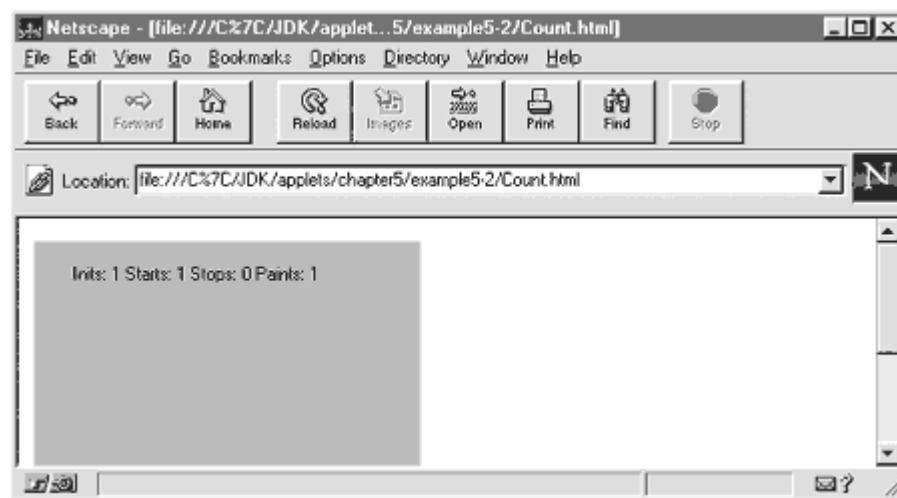 Netscape - [file:///C%7C/JDK/applet...5/example5-2/Count.html]
File Edit View Go Bookmarks Options Directory Window Help
Back Forward Home Reload Images Open Print Find Stop
Location: file:///C%7C/JDK/applets/chapter5/example5-2/Count.html
N
Inits: 1 Starts: 1 Stops: 0 Paints: 1
?